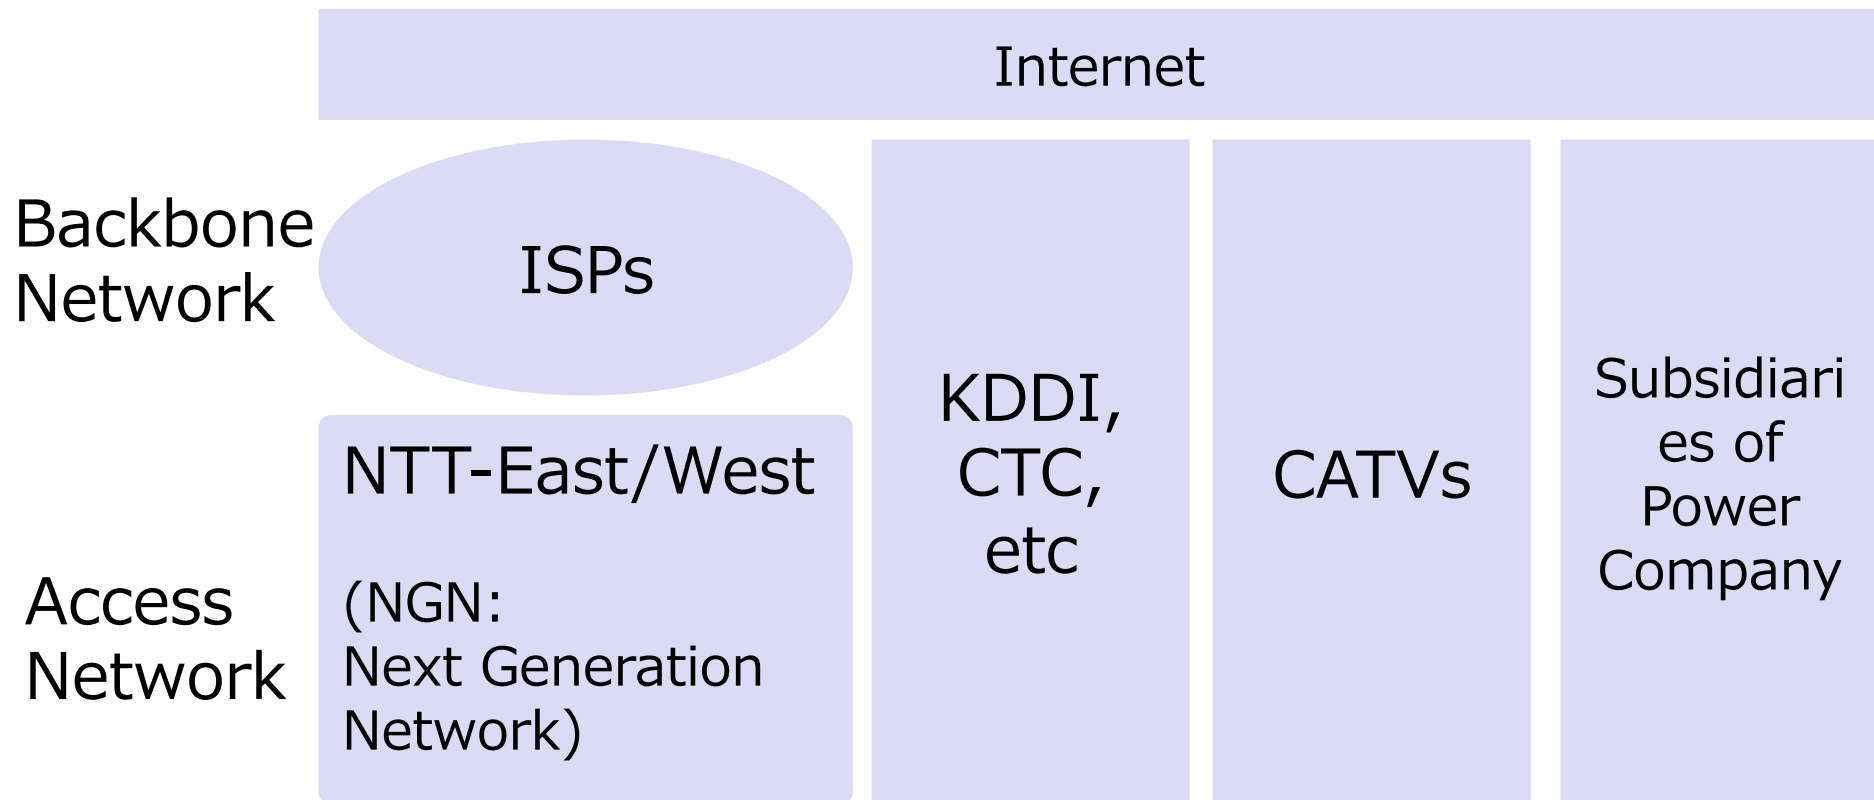 Internet
Backbone
Network
ISPs
Access
Network
NTT-East/West
(NGN:
Next Generation
Network)
KDDI,
CTC,
etc
CATVs
Subsidiari
es of
Power
Company